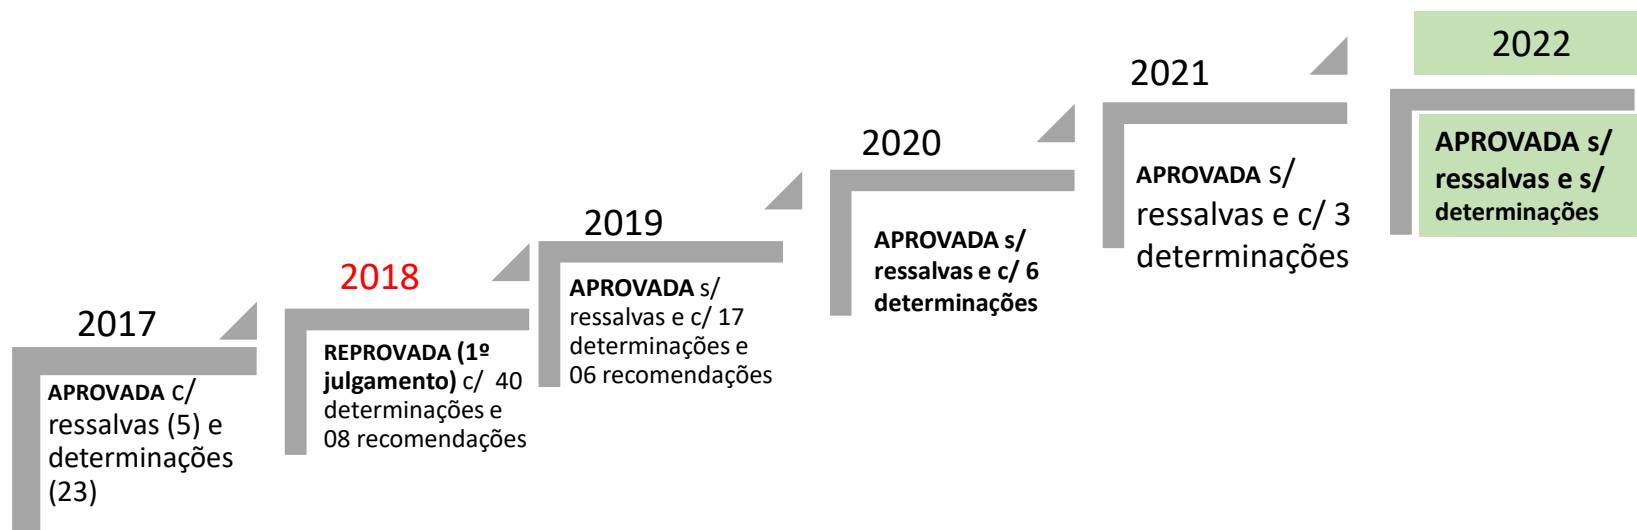 2017
APROVADA c/
ressalvas (5) e
determinações
(23)
2018
REPROVADA (1º
julgamento) c/ 40
determinações e
08 recomendações
2019
APROVADA s/
ressalvas e c/ 17
determinações e
06 recomendações
2020
APROVADA s/
ressalvas e c/ 6
determinações
2021
APROVADA s/
ressalvas e c/ 3
determinações
2022
APROVADA s/
ressalvas e s/
determinações